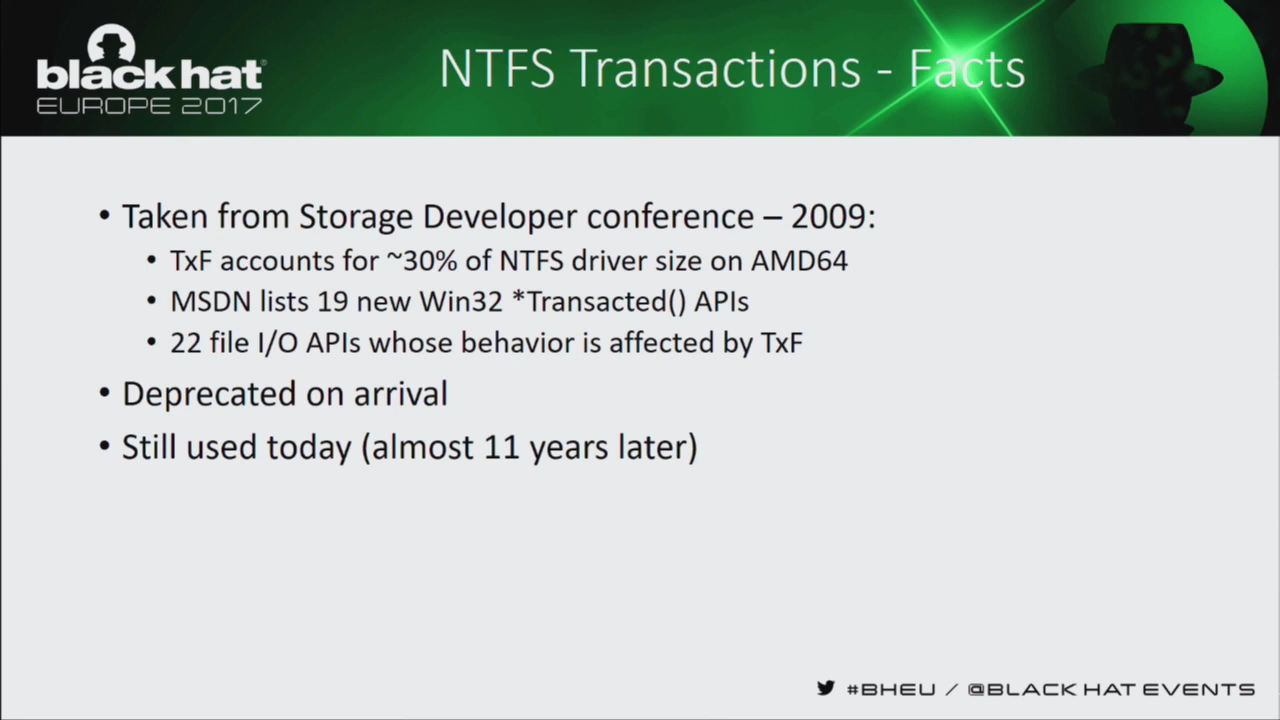 black hat®
EUROPE 2017
NTFS Transactions - Facts
• Taken from Storage Developer conference – 2009:
• TxF accounts for ~30% of NTFS driver size on AMD64
• MSDN lists 19 new Win32 *Transacted() APIs
• 22 file I/O APIs whose behavior is affected by TxF
• Deprecated on arrival
• Still used today (almost 11 years later)
#BHEU / @BLACK HAT EVENTS